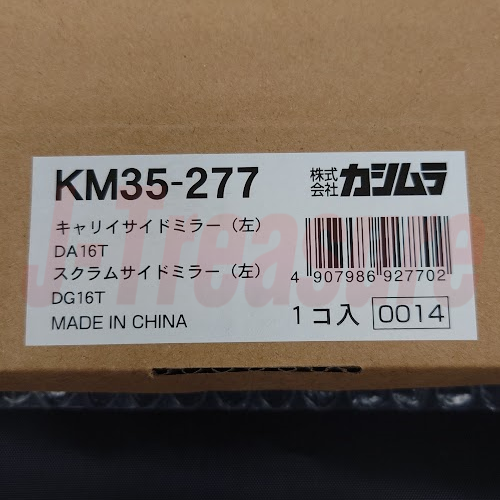 KM35-277
株式会社 カシムラ
キャリイサイドミラー（左）
DA16T
スクラムサイドミラー（左）
DG16T
MADE IN CHINA
4 907986 927702
1コ入 0014
J Treasure